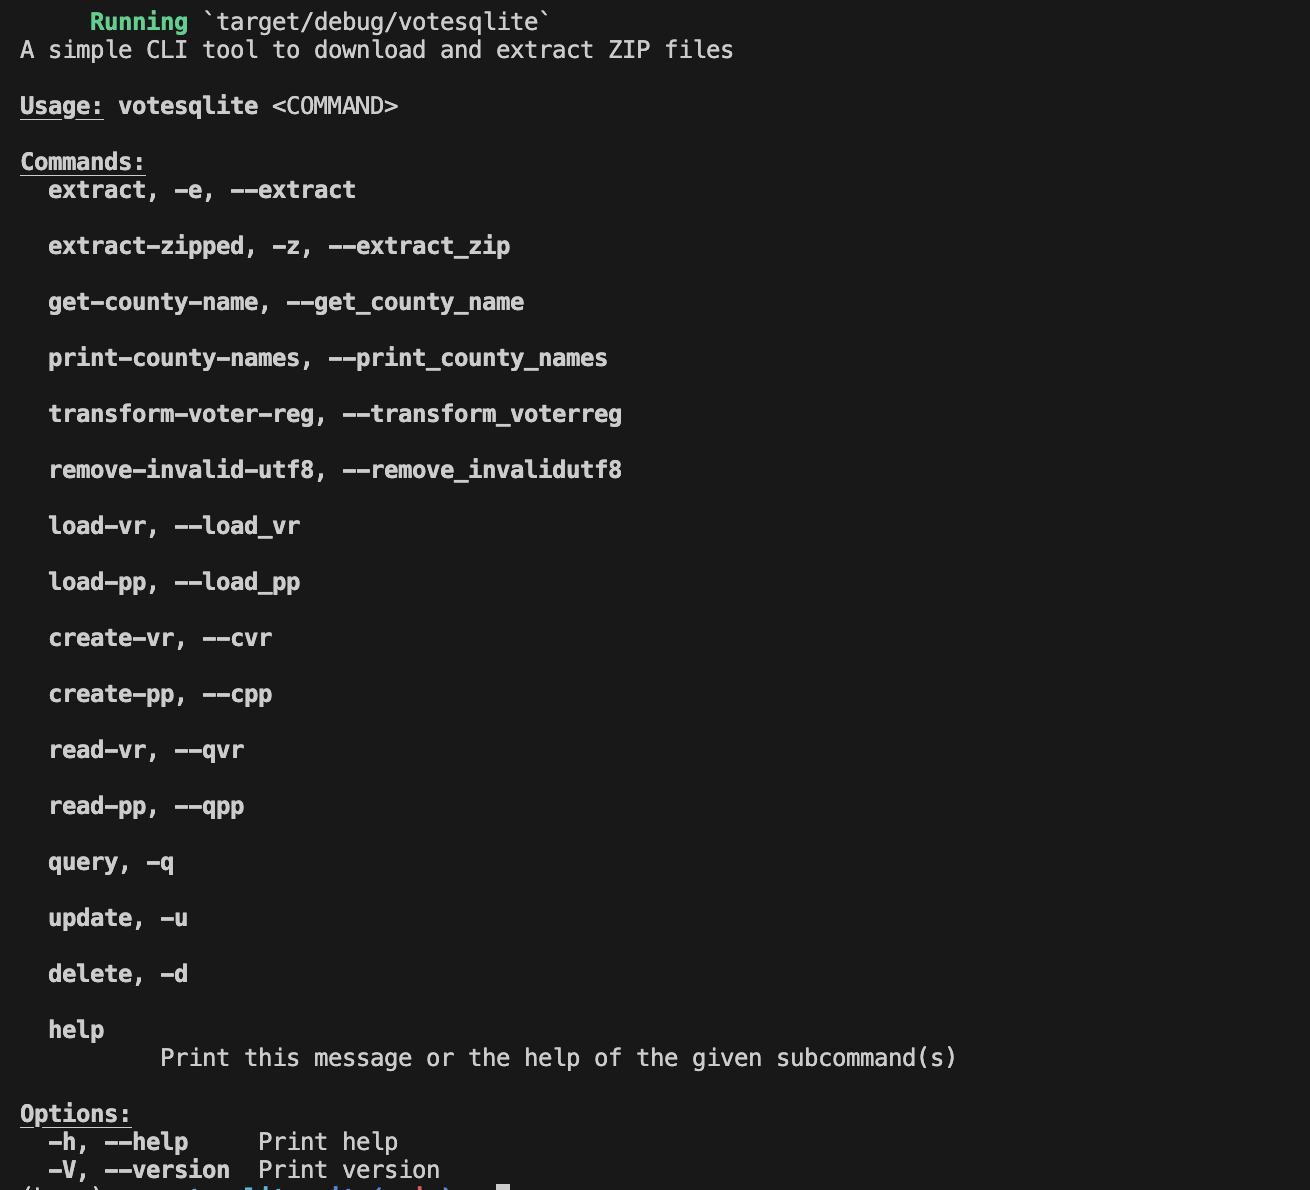 Running `target/debug/votesqlite`
A simple CLI tool to download and extract ZIP files
Usage: votesqlite <COMMAND>
Commands:
extract, -e, --extract
extract-zipped, -z, --extract_zip
get-county-name, --get_county_name
print-county-names, --print_county_names
transform-voter-reg, --transform_voterreg
remove-invalid-utf8, --remove_invalidutf8
load-vr, --load_vr
load-pp, --load_pp
create-vr, --cvr
create-pp, --cpp
read-vr, --qvr
read-pp, --qpp
query, -q
update, -u
delete, -d
help
Print this message or the help of the given subcommand(s)
Options:
-h, --help Print help
-V, --version Print version